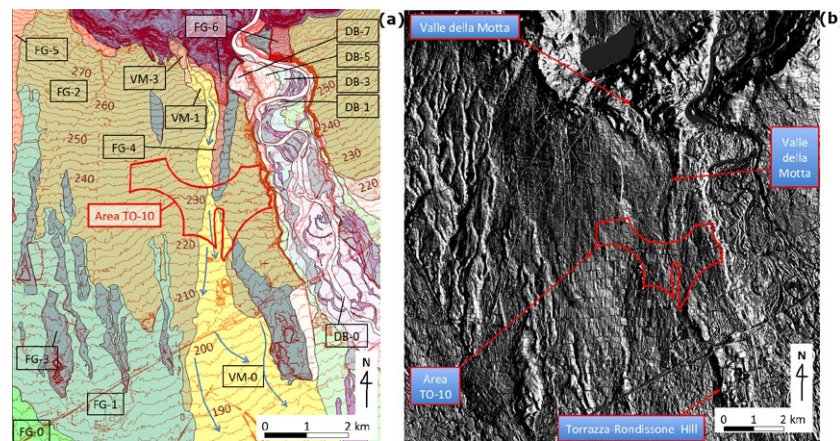 (a)
FG-5
FG-6
DB-7
DB-5
VM-3
DB-3
FG-2
270
250
DB-1
VM-1
260
240
250
FG-4
230
240
220
230
Area TO-10
220
210
DB-0
FG-3
200
VM-0
N
FG-1
190
FG-0
0 1 2 km
(b
Valle della Motta
Valle
della
Motta
Area
TO-10
N
Torrazza-Rondissone Hill
0 1 2 km